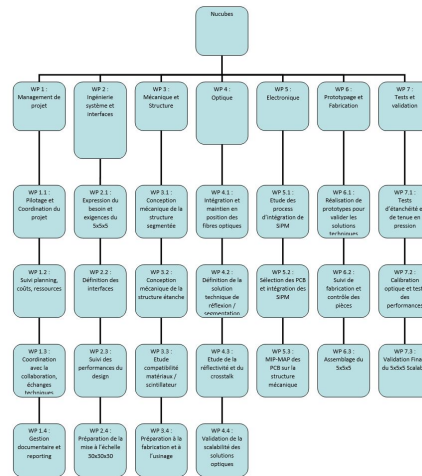 Nucubes
WP 1 :
Management de
projet
WP 2 :
Ingénierie
système et
interfaces
WP 3 :
Mécanique et
Structure
WP 4 :
Optique
WP 5 :
Electronique
WP 6 :
Prototypage et
Fabrication
WP 7 :
Tests et
validation
WP 1.1 :
Pilotage et
Coordination du
projet
WP 2.1 :
Expression du
besoin et
exigences du
5x5x5
WP 3.1 :
Conception
mécanique de la
structure
segmentée
WP 4.1 :
Intégration et
maintien en
position des
fibres optiques
WP 5.1 :
Etude des
process
d'intégration de
SiPM
WP 6.1 :
Réalisation de
prototypes pour
valider les
solutions
techniques
WP 7.1 :
Tests
d'étanchéité e
de tenue en
pression
WP 1.2 :
Suivi planning,
coûts, ressources
WP 2.2 :
Définition des
interfaces
WP 3.2 :
Conception
mécanique de la
structure étanche
WP 4.2 :
Définition de la
solution
technique de
réflexion /
segmentation
WP 5.2 :
Sélection des PCB
et intégration des
SiPM
WP 6.2 :
Suivi de
fabrication et
contrôle des
pièces
WP 7.2 :
Calibration
optique et test
des
performances
WP 1.3 :
Coordination
avec la
collaboration,
échanges
techniques
WP 2.3 :
Suivi des
performances du
design
WP 3.3 :
Etude
compatibilité
matériaux /
scintillateur
WP 4.3 :
Etude de la
réflectivité et du
crosstalk
WP 5.3 :
MIP-MAP des
PCB sur la
structure
mécanique
WP 6.3 :
Assemblage du
5x5x5
WP 7.3 :
Validation Final
du 5x5x5 Scalab
WP 1.4 :
Gestion
documentaire et
reporting
WP 2.4 :
Préparation de la
mise à l'échelle
30x30x30
WP 3.4 :
Préparation à la
fabrication et à
l'usinage
WP 4.4 :
Validation de la
scalabilité des
solutions
optiques